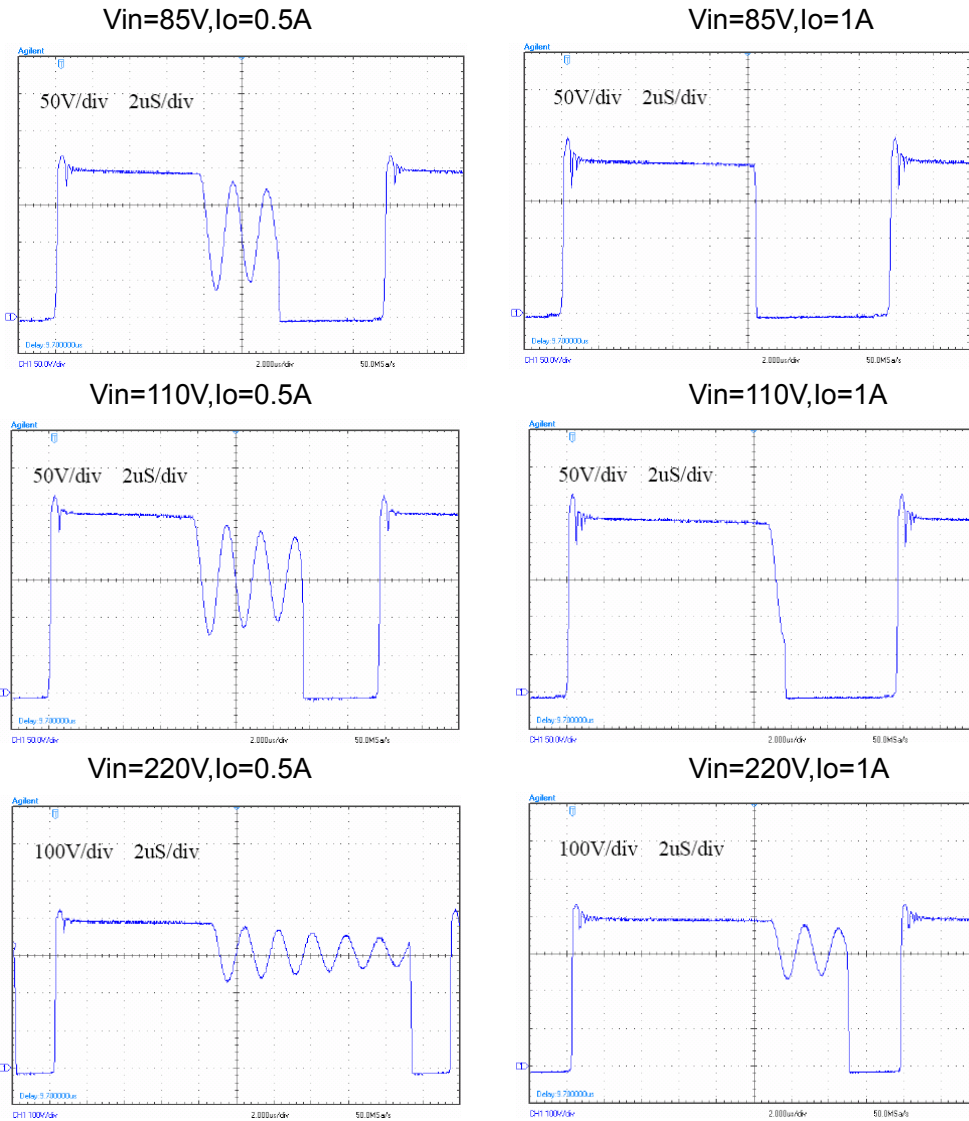 Vin=85V,Io=0.5A
Agilent
50V/div 2uS/div
Delay:9.700000us
CH1 50.0V/div 2.000us/div 50.0MSa/s
Vin=85V,Io=1A
Agilent
50V/div 2uS/div
Delay:9.700000us
CH1 50.0V/div 2.000us/div 50.0MSa/s
Vin=110V,Io=0.5A
Agilent
50V/div 2uS/div
Delay:9.700000us
CH1 50.0V/div 2.000us/div 50.0MSa/s
Vin=110V,Io=1A
Agilent
50V/div 2uS/div
Delay:9.700000us
CH1 50.0V/div 2.000us/div 50.0MSa/s
Vin=220V,Io=0.5A
Agilent
100V/div 2uS/div
Delay:9.700000us
CH1 100V/div 2.000us/div 50.0MSa/s
Vin=220V,Io=1A
Agilent
100V/div 2uS/div
Delay:9.700000us
CH1 100V/div 2.000us/div 50.0MSa/s